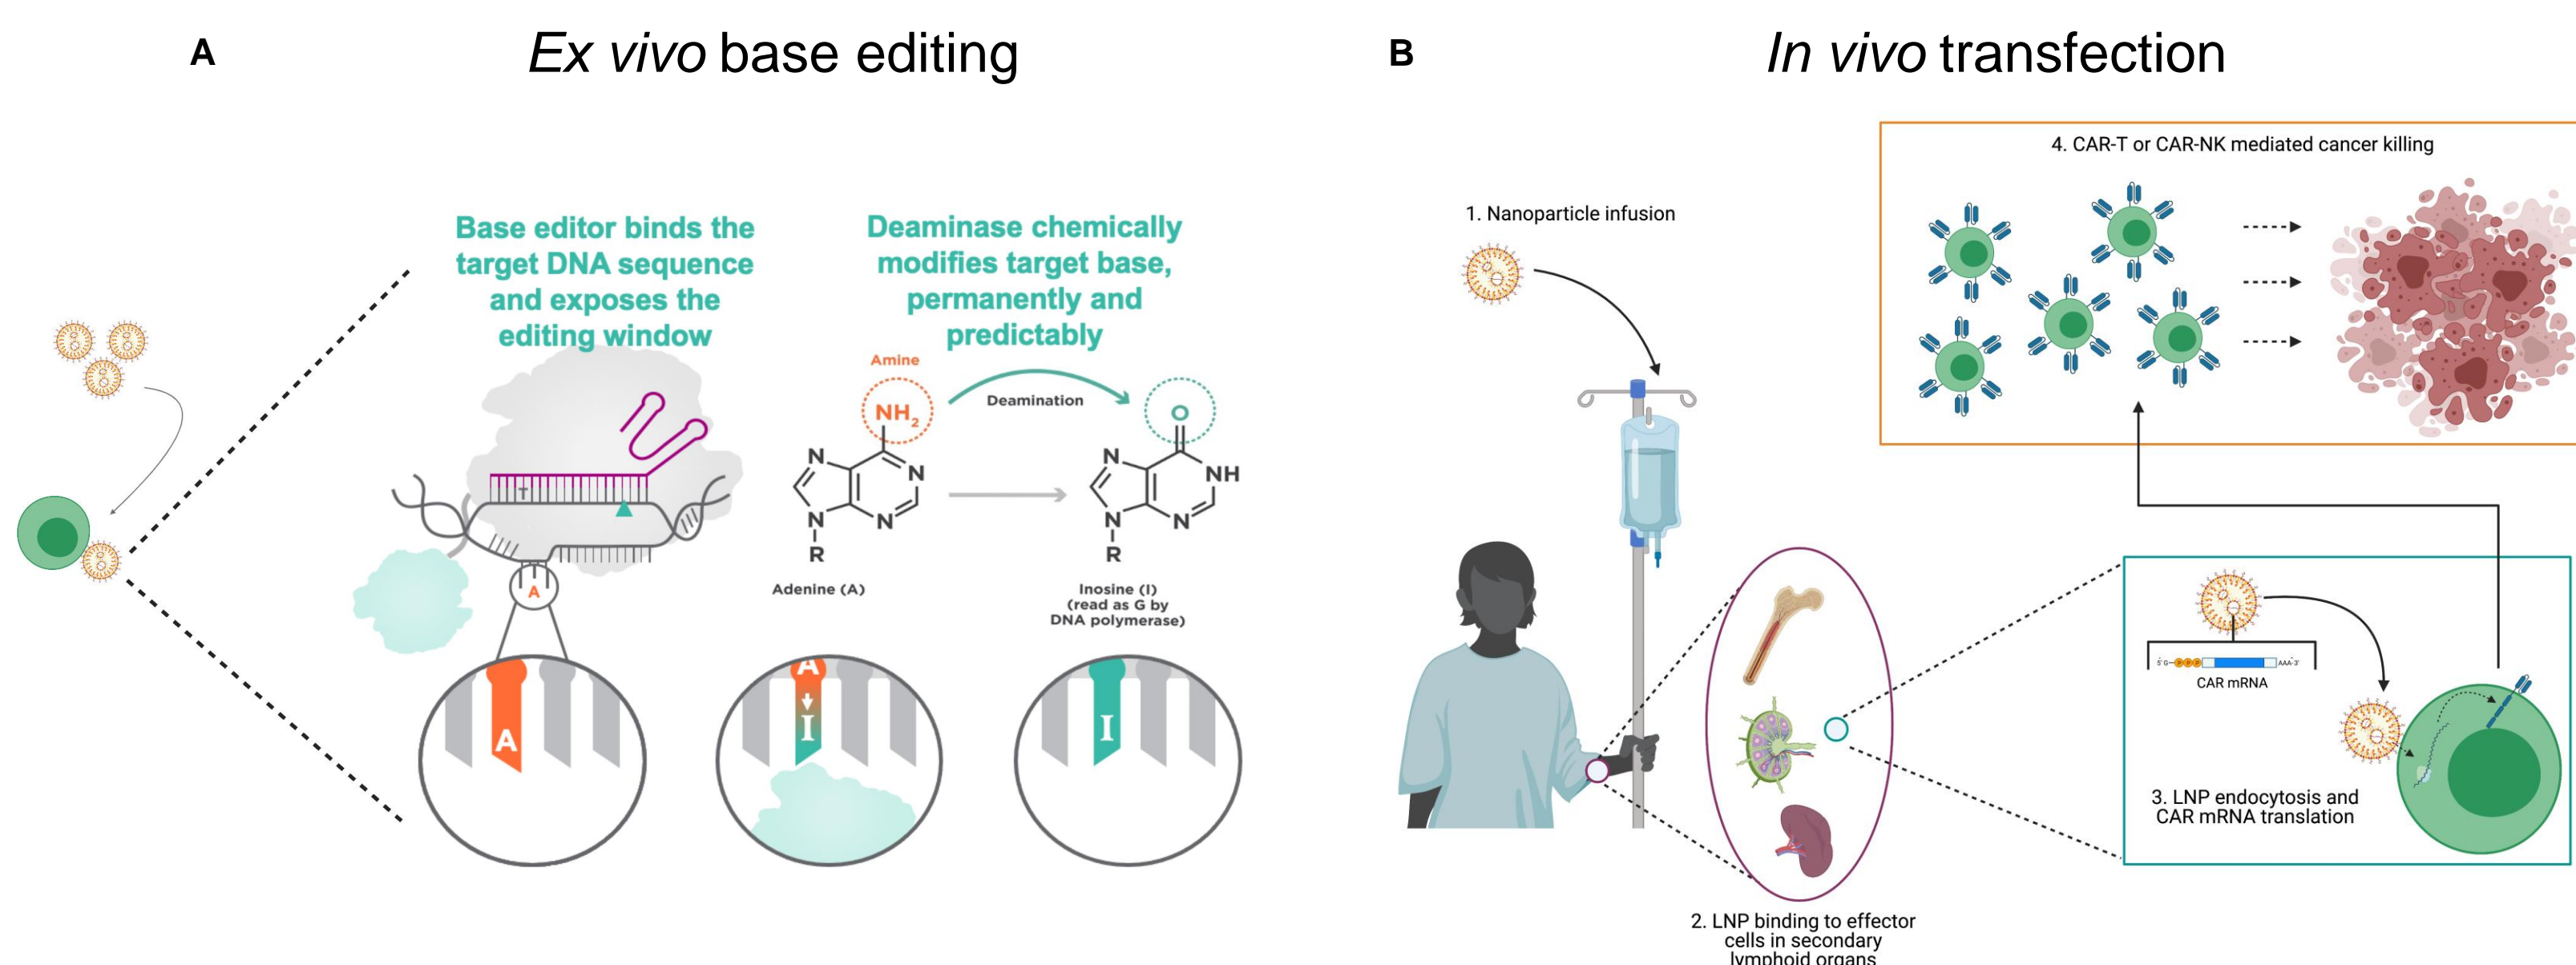 A
Ex vivo base editing
Base editor binds the
target DNA sequence
and exposes the
editing window
Deaminase chemically
modifies target base,
permanently and
predictably
Amine
NH2
Deamination
O
N
N
N
N
R
Adenine (A)
N
NH
N
N
R
Inosine (I)
(read as G by
DNA polymerase)
T
A
A
A
I
I
B
In vivo transfection
1. Nanoparticle infusion
2. LNP binding to effector
cells in secondary
lymphoid organs
CAR mRNA
5' G
P P P
AAA-3'
3. LNP endocytosis and
CAR mRNA translation
4. CAR-T or CAR-NK mediated cancer killing